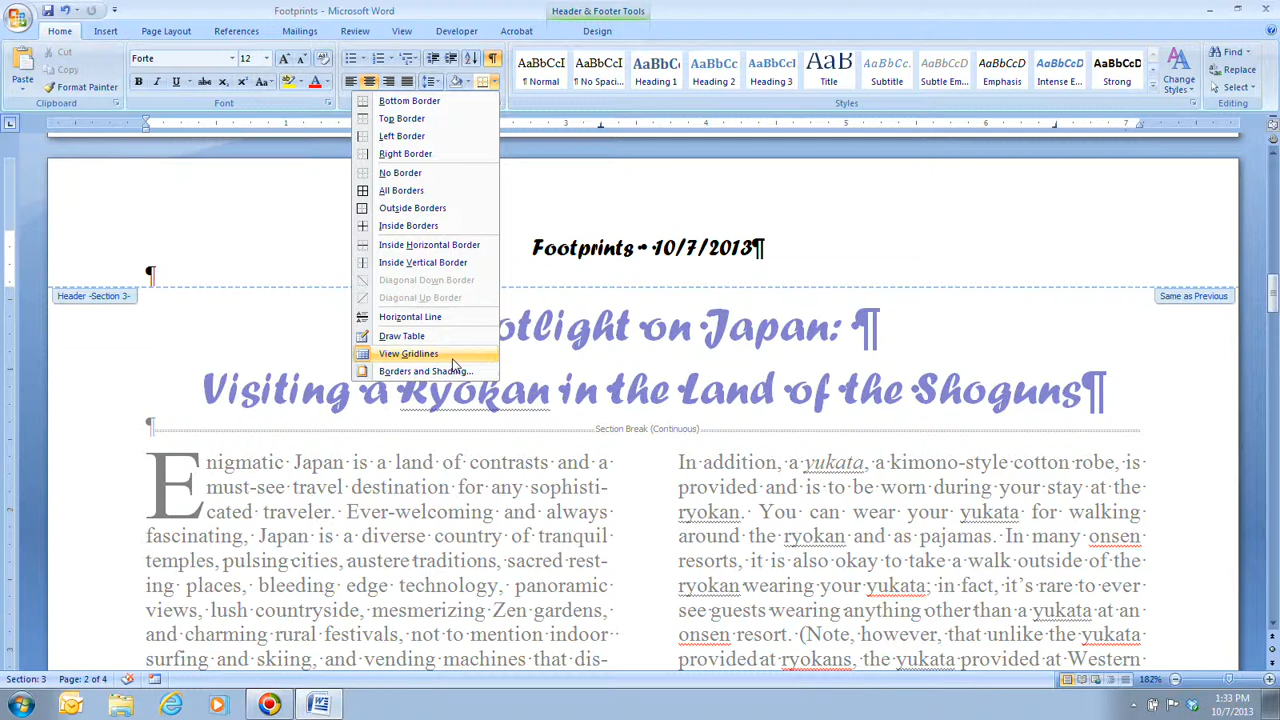 Footprints - Microsoft Word
Header & Footer Tools
Home
Insert
Page Layout
References
Mailings
Review
View
Developer
Acrobat
Design
Paste
Cut
Copy
Format Painter
Clipboard
Forte
12
Font
AaBbCcI
¶ Normal
AaBbCcI
¶ No Spaci...
AaBbC
Heading 1
AaBbCc
Heading 2
AaBbCc
Heading 3
AaB
Title
AaBbCc
Subtitle
AaBbCcD
Subtle Em...
AaBbCcD
Emphasis
AaBbCcD
Intense E...
AaBbCc
Strong
Change
Styles
Styles
Find
Replace
Select
Editing
1
3
4
5
6
7
Bottom Border
Top Border
Left Border
Right Border
No Border
All Borders
Outside Borders
Inside Borders
Inside Horizontal Border
Inside Vertical Border
Diagonal Down Border
Diagonal Up Border
Horizontal Line
Draw Table
View Gridlines
Borders and Shading...
Footprints • 10/7/2013¶
¶
Header -Section 3-
Same as Previous
otlight on Japan: ¶
Visiting a Ryokan in the Land of the Shoguns¶
¶
Section Break (Continuous)
Enigmatic Japan is a land of contrasts and a
must-see travel destination for any sophisti-
cated traveler. Ever-welcoming and always
fascinating, Japan is a diverse country of tranquil
temples, pulsing cities, austere traditions, sacred rest-
ing places, bleeding edge technology, panoramic
views, lush countryside, mesmerizing Zen gardens,
and charming rural festivals, not to mention indoor
surfing and skiing, and vending machines that dis-
In addition, a yukata, a kimono-style cotton robe, is
provided and is to be worn during your stay at the
ryokan. You can wear your yukata for walking
around the ryokan and as pajamas. In many onsen
resorts, it is also okay to take a walk outside of the
ryokan wearing your yukata; in fact, it's rare to ever
see guests wearing anything other than a yukata at an
onsen resort. (Note, however, that unlike the yukata
provided at ryokans, the yukata provided at Western
Section: 3
Page: 2 of 4
182%
1:33 PM
10/7/2013